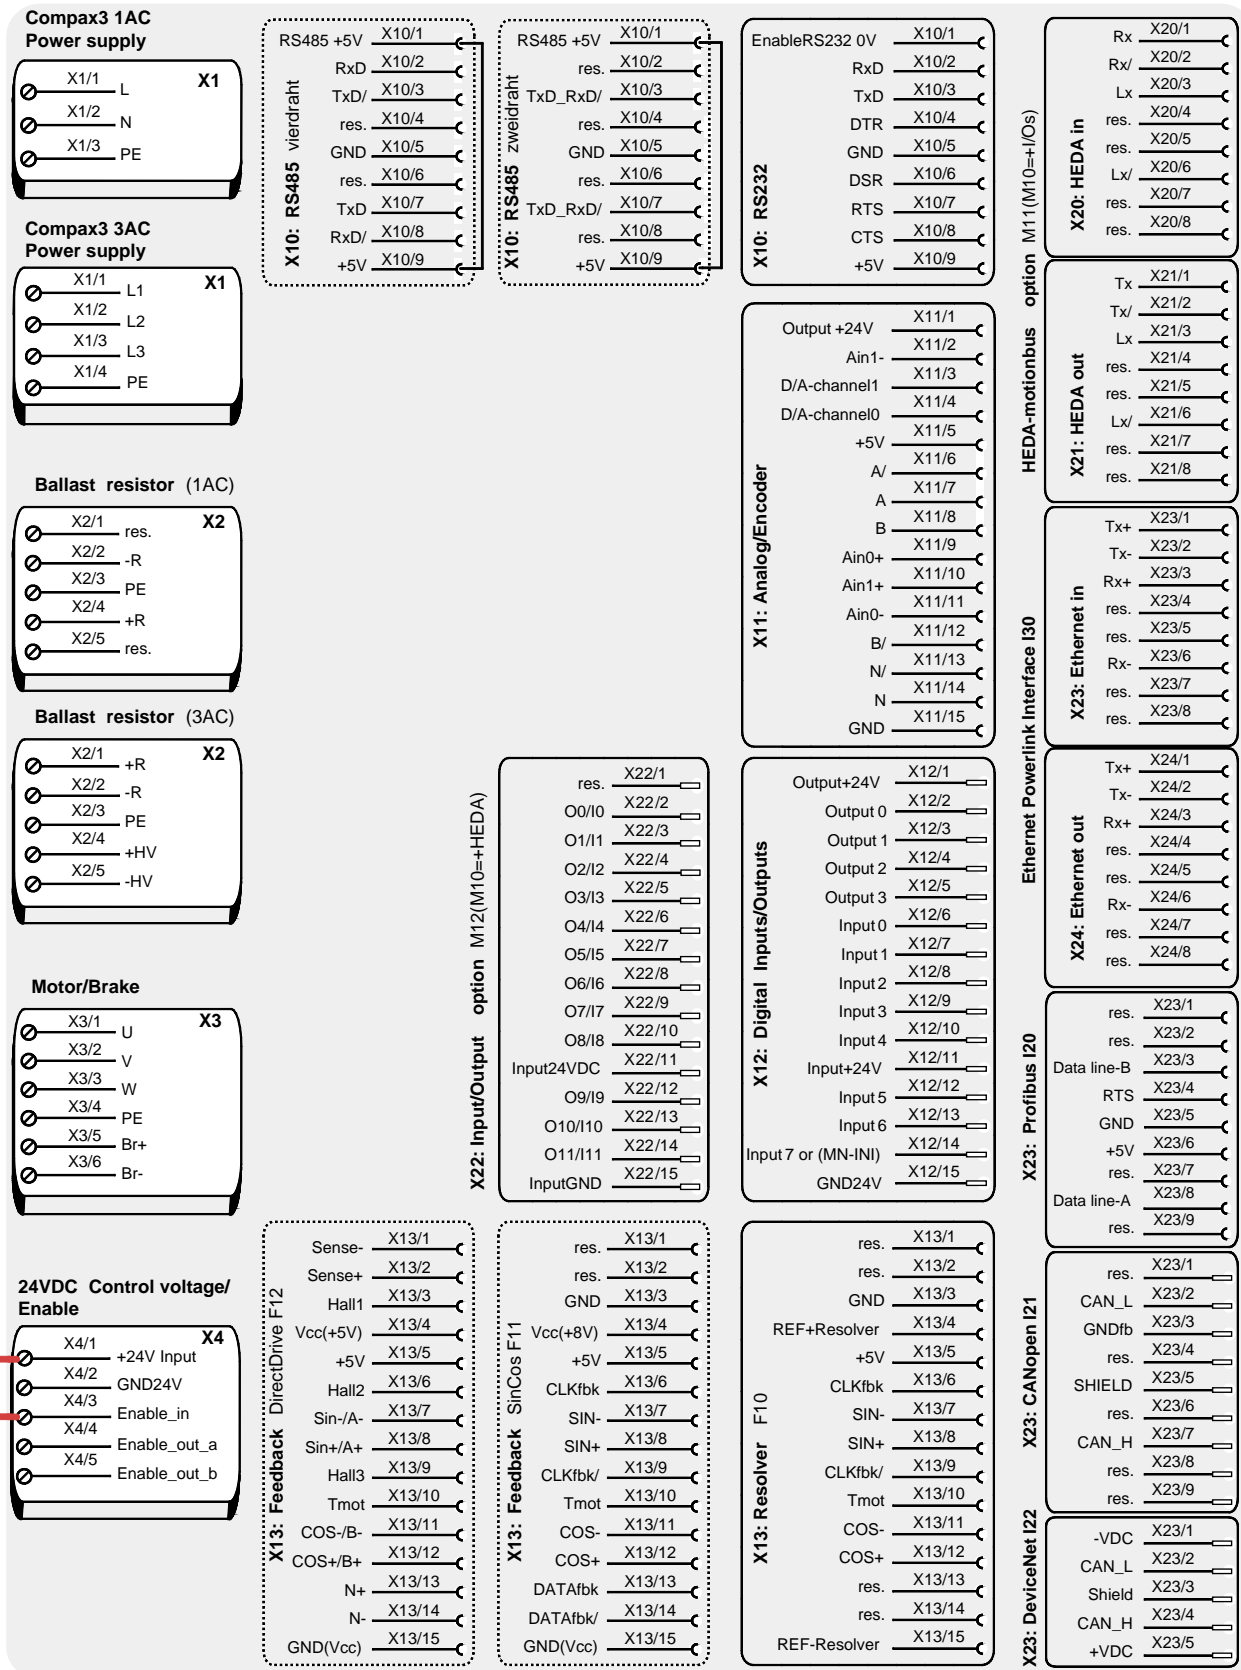 Compax3 1AC
Power supply
X1
X1/1 L
X1/2 N
X1/3 PE
Compax3 3AC
Power supply
X1
X1/1 L1
X1/2 L2
X1/3 L3
X1/4 PE
Ballast resistor (1AC)
X2
X2/1 res.
X2/2 -R
X2/3 PE
X2/4 +R
X2/5 res.
Ballast resistor (3AC)
X2
X2/1 +R
X2/2 -R
X2/3 PE
X2/4 +HV
X2/5 -HV
Motor/Brake
X3
X3/1 U
X3/2 V
X3/3 W
X3/4 PE
X3/5 Br+
X3/6 Br-
24VDC Control voltage/
Enable
X4
X4/1 +24V Input
X4/2 GND24V
X4/3 Enable_in
X4/4 Enable_out_a
X4/5 Enable_out_b
X10: RS485 vierdraht
RS485 +5V X10/1
RxD X10/2
TxD/ X10/3
res. X10/4
GND X10/5
res. X10/6
TxD X10/7
RxD/ X10/8
+5V X10/9
X10: RS485 zweidraht
RS485 +5V X10/1
res. X10/2
TxD_RxD/ X10/3
res. X10/4
GND X10/5
res. X10/6
TxD_RxD/ X10/7
res. X10/8
+5V X10/9
X10: RS232
EnableRS232 0V X10/1
RxD X10/2
TxD X10/3
DTR X10/4
GND X10/5
DSR X10/6
RTS X10/7
CTS X10/8
+5V X10/9
X11: Analog/Encoder
Output +24V X11/1
Ain1- X11/2
D/A-channel1 X11/3
D/A-channel0 X11/4
+5V X11/5
A/ X11/6
A X11/7
B X11/8
Ain0+ X11/9
Ain1+ X11/10
Ain0- X11/11
B/ X11/12
N/ X11/13
N X11/14
GND X11/15
X22: Input/Output option M12(M10=+HEDA)
res. X22/1
O0/I0 X22/2
O1/I1 X22/3
O2/I2 X22/4
O3/I3 X22/5
O4/I4 X22/6
O5/I5 X22/7
O6/I6 X22/8
O7/I7 X22/9
O8/I8 X22/10
Input24VDC X22/11
O9/I9 X22/12
O10/I10 X22/13
O11/I11 X22/14
InputGND X22/15
X12: Digital Inputs/Outputs
Output+24V X12/1
Output 0 X12/2
Output 1 X12/3
Output 2 X12/4
Output 3 X12/5
Input 0 X12/6
Input 1 X12/7
Input 2 X12/8
Input 3 X12/9
Input 4 X12/10
Input+24V X12/11
Input 5 X12/12
Input 6 X12/13
Input 7 or (MN-INI) X12/14
GND24V X12/15
X13: Feedback DirectDrive F12
Sense- X13/1
Sense+ X13/2
Hall1 X13/3
Vcc(+5V) X13/4
+5V X13/5
Hall2 X13/6
Sin-/A- X13/7
Sin+/A+ X13/8
Hall3 X13/9
Tmot X13/10
COS-/B- X13/11
COS+/B+ X13/12
N+ X13/13
N- X13/14
GND(Vcc) X13/15
X13: Feedback SinCos F11
res. X13/1
res. X13/2
GND X13/3
Vcc(+8V) X13/4
+5V X13/5
CLKfbk X13/6
SIN- X13/7
SIN+ X13/8
CLKfbk/ X13/9
Tmot X13/10
COS- X13/11
COS+ X13/12
DATAfbk X13/13
DATAfbk/ X13/14
GND(Vcc) X13/15
X13: Resolver F10
res. X13/1
res. X13/2
GND X13/3
REF+Resolver X13/4
+5V X13/5
CLKfbk X13/6
SIN- X13/7
SIN+ X13/8
CLKfbk/ X13/9
Tmot X13/10
COS- X13/11
COS+ X13/12
res. X13/13
res. X13/14
REF-Resolver X13/15
HEDA-motionbus option M11(M10=+I/Os)
X20: HEDA in
Rx X20/1
Rx/ X20/2
Lx X20/3
res. X20/4
res. X20/5
Lx/ X20/6
res. X20/7
res. X20/8
X21: HEDA out
Tx X21/1
Tx/ X21/2
Lx X21/3
res. X21/4
res. X21/5
Lx/ X21/6
res. X21/7
res. X21/8
Ethernet Powerlink Interface I30
X23: Ethernet in
Tx+ X23/1
Tx- X23/2
Rx+ X23/3
res. X23/4
res. X23/5
Rx- X23/6
res. X23/7
res. X23/8
X24: Ethernet out
Tx+ X24/1
Tx- X24/2
Rx+ X24/3
res. X24/4
res. X24/5
Rx- X24/6
res. X24/7
res. X24/8
X23: Profibus I20
res. X23/1
res. X23/2
Data line-B X23/3
RTS X23/4
GND X23/5
+5V X23/6
res. X23/7
Data line-A X23/8
res. X23/9
X23: CANopen I21
res. X23/1
CAN_L X23/2
GNDfb X23/3
res. X23/4
SHIELD X23/5
res. X23/6
CAN_H X23/7
res. X23/8
res. X23/9
X23: DeviceNet I22
-VDC X23/1
CAN_L X23/2
Shield X23/3
CAN_H X23/4
+VDC X23/5